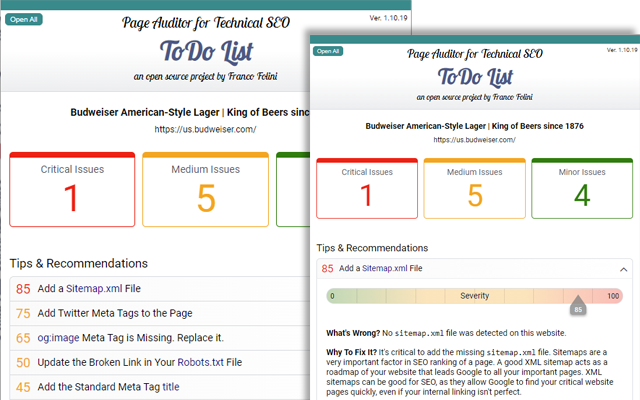 Open All
Page Auditor for Technical SEO
Ver. 1.10.19
ToDo List
an open source project by Franco Folini
Budweiser American-Style Lager | King of Beers sinc
https://us.budweiser.com/
Critical Issues
1
Medium Issues
5
Tips & Recommendations
85 Add a Sitemap.xml File
75 Add Twitter Meta Tags to the Page
65 og:image Meta Tag is Missing. Replace it.
50 Update the Broken Link in Your Robots.txt File
45 Add the Standard Meta Tag title
Open All
Page Auditor for Technical SEO
Ver. 1.10.19
ToDo List
an open source project by Franco Folini
Budweiser American-Style Lager | King of Beers since 1876
https://us.budweiser.com/
Critical Issues
1
Medium Issues
5
Minor Issues
4
Tips & Recommendations
85 Add a Sitemap.xml File
0 Severity 100
85
What's Wrong? No sitemap.xml file was detected on this website.
Why To Fix It? It's critical to add the missing sitemap.xml file. Sitemaps are a
very important factor in SEO ranking of a page. A good XML sitemap acts as a
roadmap of your website that leads Google to all your important pages. XML
sitemaps can be good for SEO, as they allow Google to find your critical website
pages quickly, even if your internal linking isn't perfect.